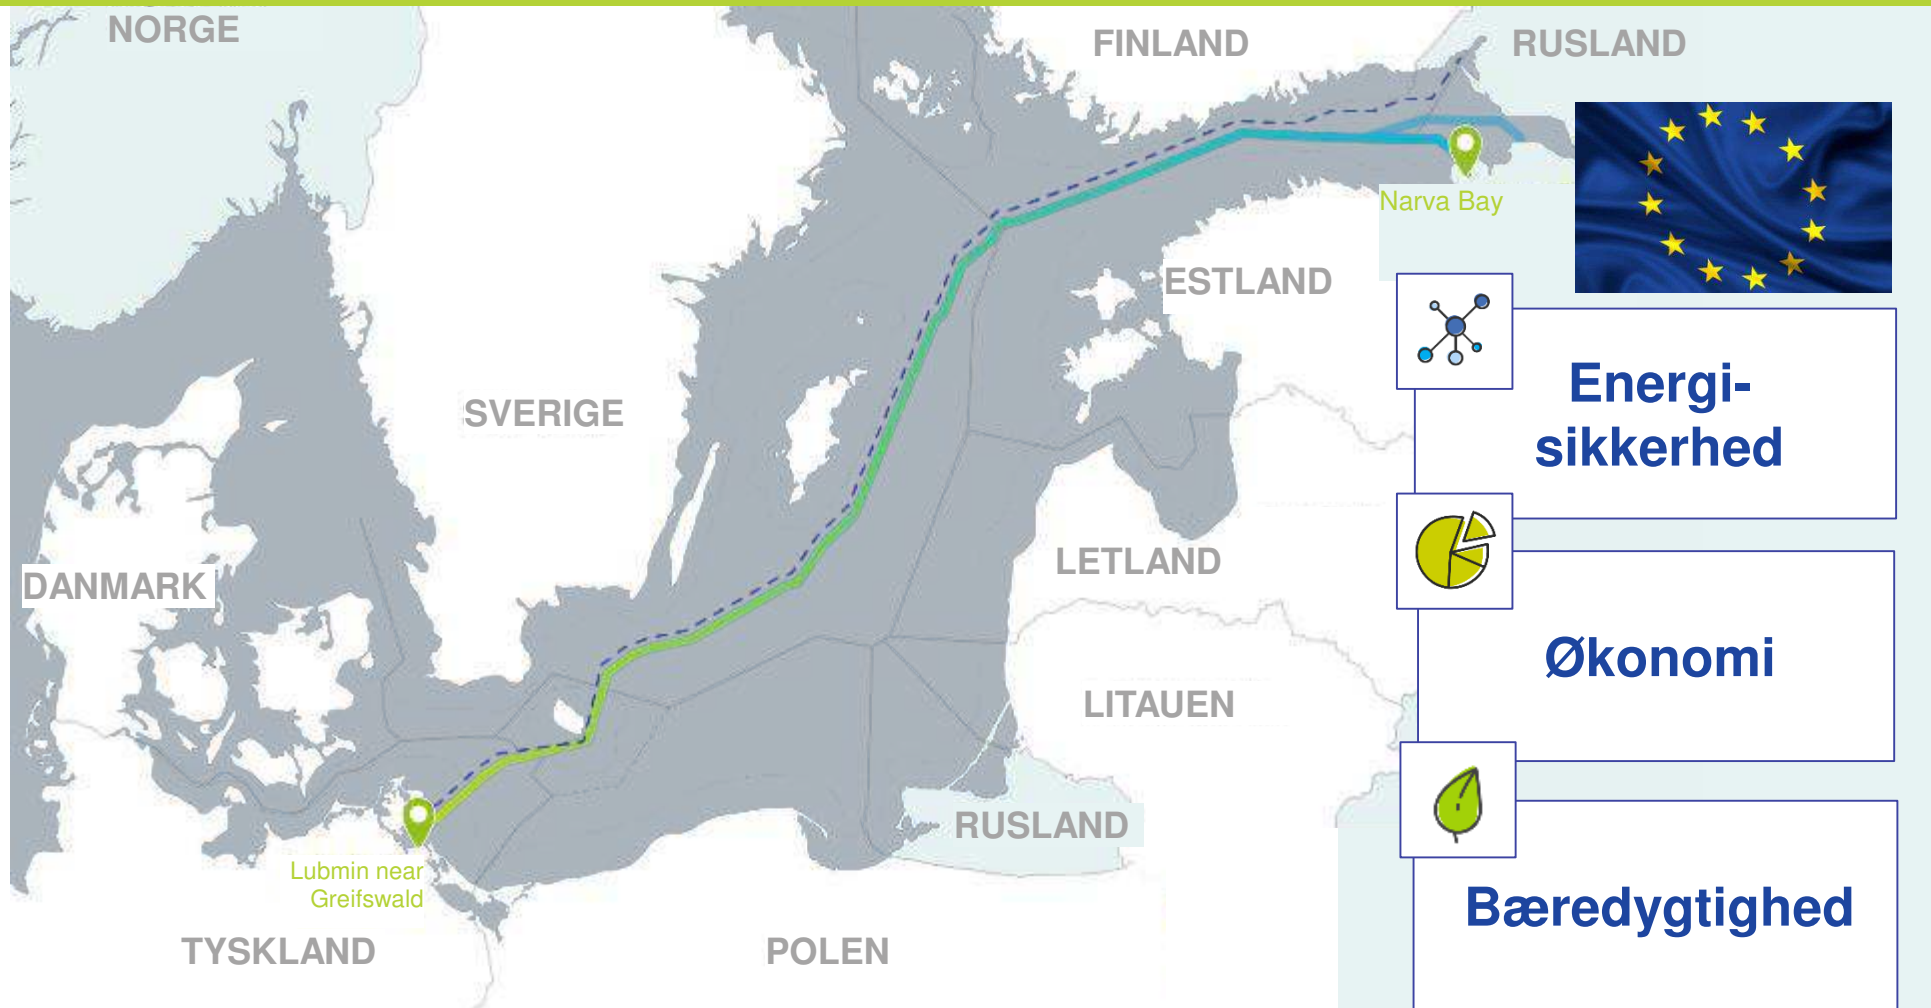 NORGE
FINLAND
RUSLAND
Narva Bay
ESTLAND
SVERIGE
Energi-
sikkerhed
LETLAND
DANMARK
Økonomi
LITAUEN
RUSLAND
Lubmin near
Greifswald
Bæredygtighed
TYSKLAND
POLEN